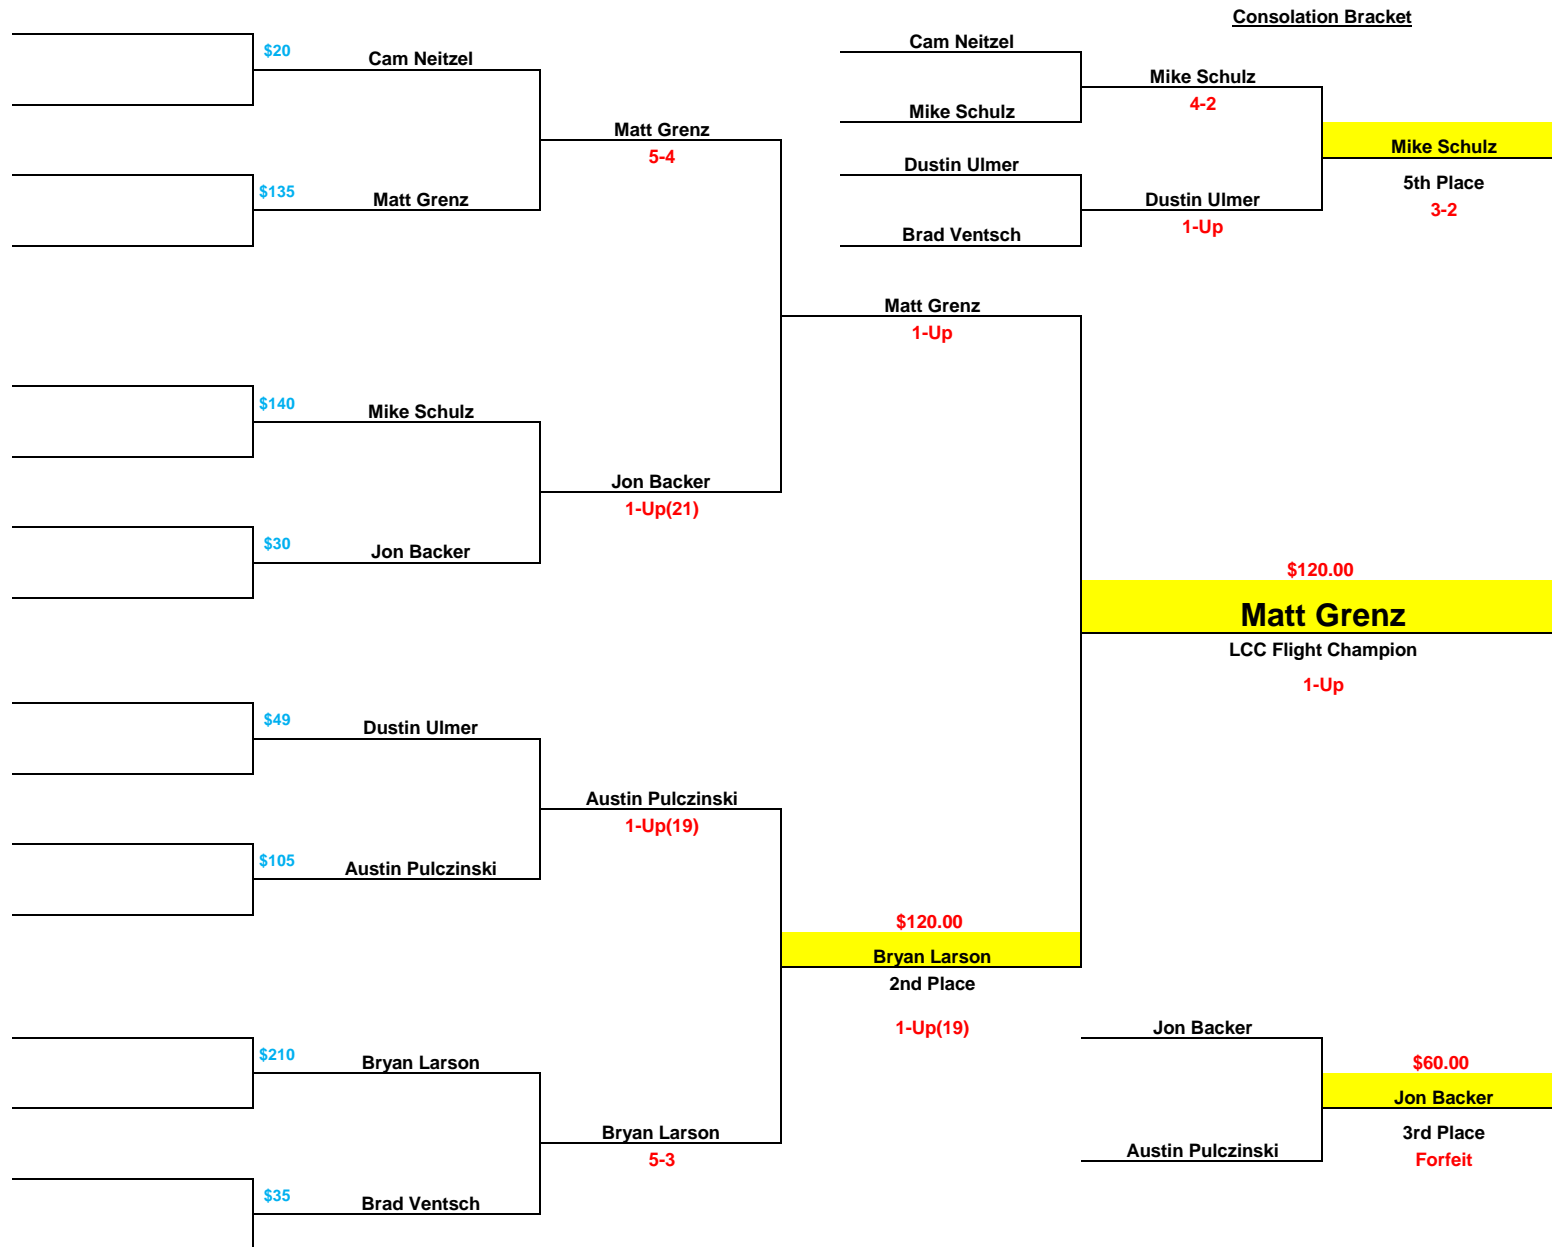 Consolation Bracket
$20
Cam Neitzel
Cam Neitzel
Mike Schulz
4-2
Mike Schulz
Matt Grenz
5-4
Mike Schulz
5th Place
3-2
Dustin Ulmer
$135
Matt Grenz
Dustin Ulmer
1-Up
Brad Ventsch
Matt Grenz
1-Up
$140
Mike Schulz
Jon Backer
1-Up(21)
$30
Jon Backer
$120.00
Matt Grenz
LCC Flight Champion
1-Up
$49
Dustin Ulmer
Austin Pulczinski
1-Up(19)
$105
Austin Pulczinski
$120.00
Bryan Larson
2nd Place
1-Up(19)
Jon Backer
$210
Bryan Larson
$60.00
Jon Backer
3rd Place
Forfeit
Bryan Larson
5-3
Austin Pulczinski
$35
Brad Ventsch